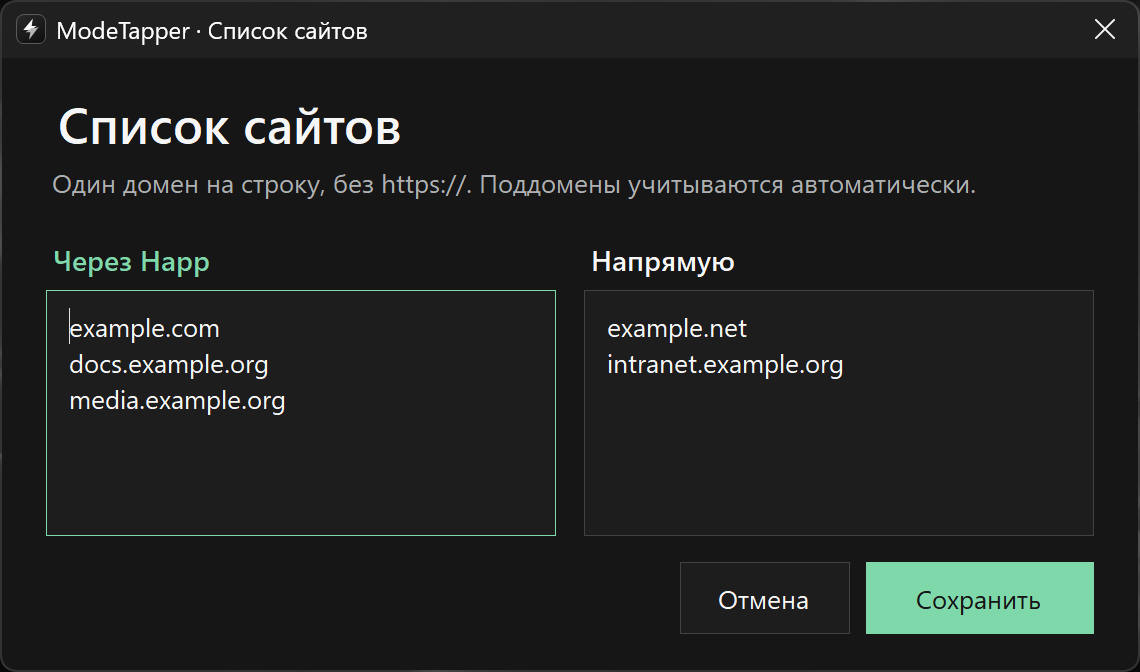 ModeTapper · Список сайтов
Список сайтов
Один домен на строку, без https://. Поддомены учитываются автоматически.
Через Happ
example.com
docs.example.org
media.example.org
Напрямую
example.net
intranet.example.org
Отмена
Сохранить